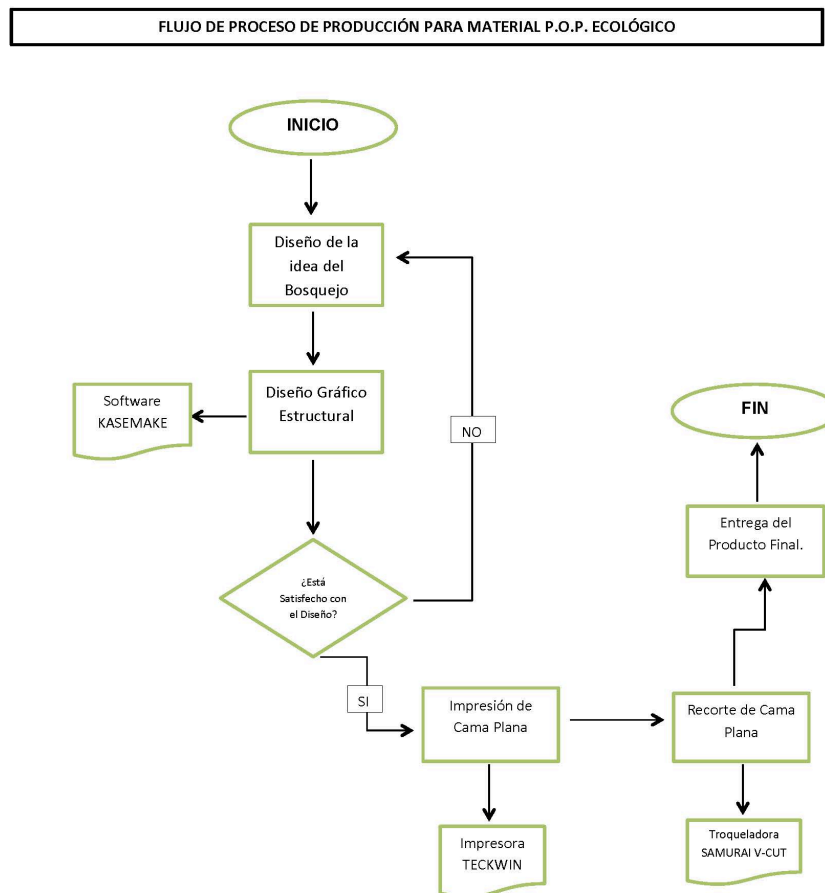 FLUJO DE PROCESO DE PRODUCCIÓN PARA MATERIAL P.O.P. ECOLÓGICO
INICIO
Diseño de la
idea del
Bosquejo
Diseño Gráfico
Estructural
Software
KASEMAKE
NO
¿Está
Satisfecho con
el Diseño?
SI
Impresión de
Cama Plana
Impresora
TECKWIN
Recorte de Cama
Plana
Troqueladora
SAMURAI V-CUT
Entrega del
Producto Final.
FIN